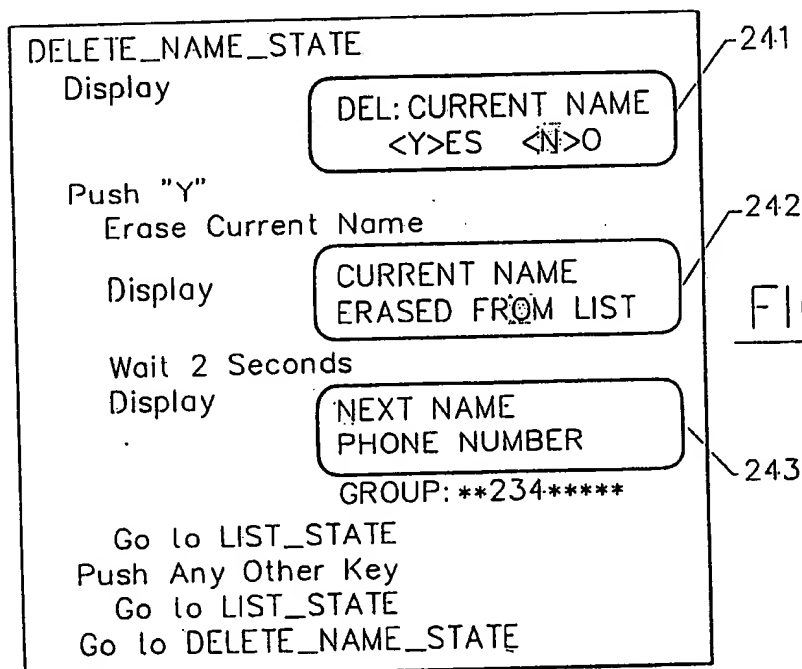 DELETE_NAME_STATE
241
Display
DEL: CURRENT NAME
<Y>ES <N>O
Push "Y"
Erase Current Name
242
Display
CURRENT NAME
ERASED FROM LIST
Wait 2 Seconds
Display
NEXT NAME
PHONE NUMBER
243
GROUP: **234*****
Go to LIST_STATE
Push Any Other Key
Go to LIST_STATE
Go to DELETE_NAME_STATE